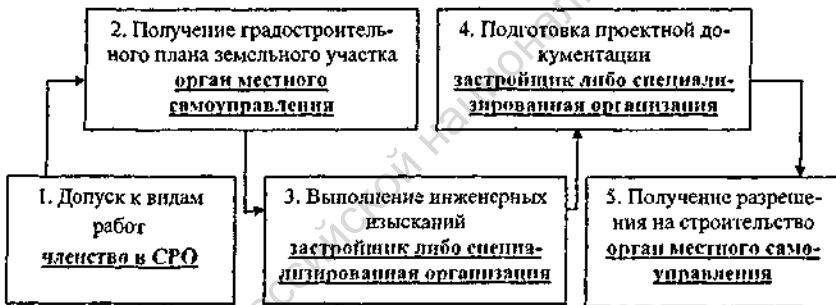 2. Получение градостроитель-
ного плана земельного участка
орган местного
самоуправления
4. Подготовка проектной до-
кументации
застройщик либо специали-
зированная организация
1. Допуск к видам
работ
членство в СРО
3. Выполнение инженерных
изысканий
застройщик либо специа-
лизированная организация
5. Получение разреше-
ния на строительство
орган местного само-
управления
российской национальн